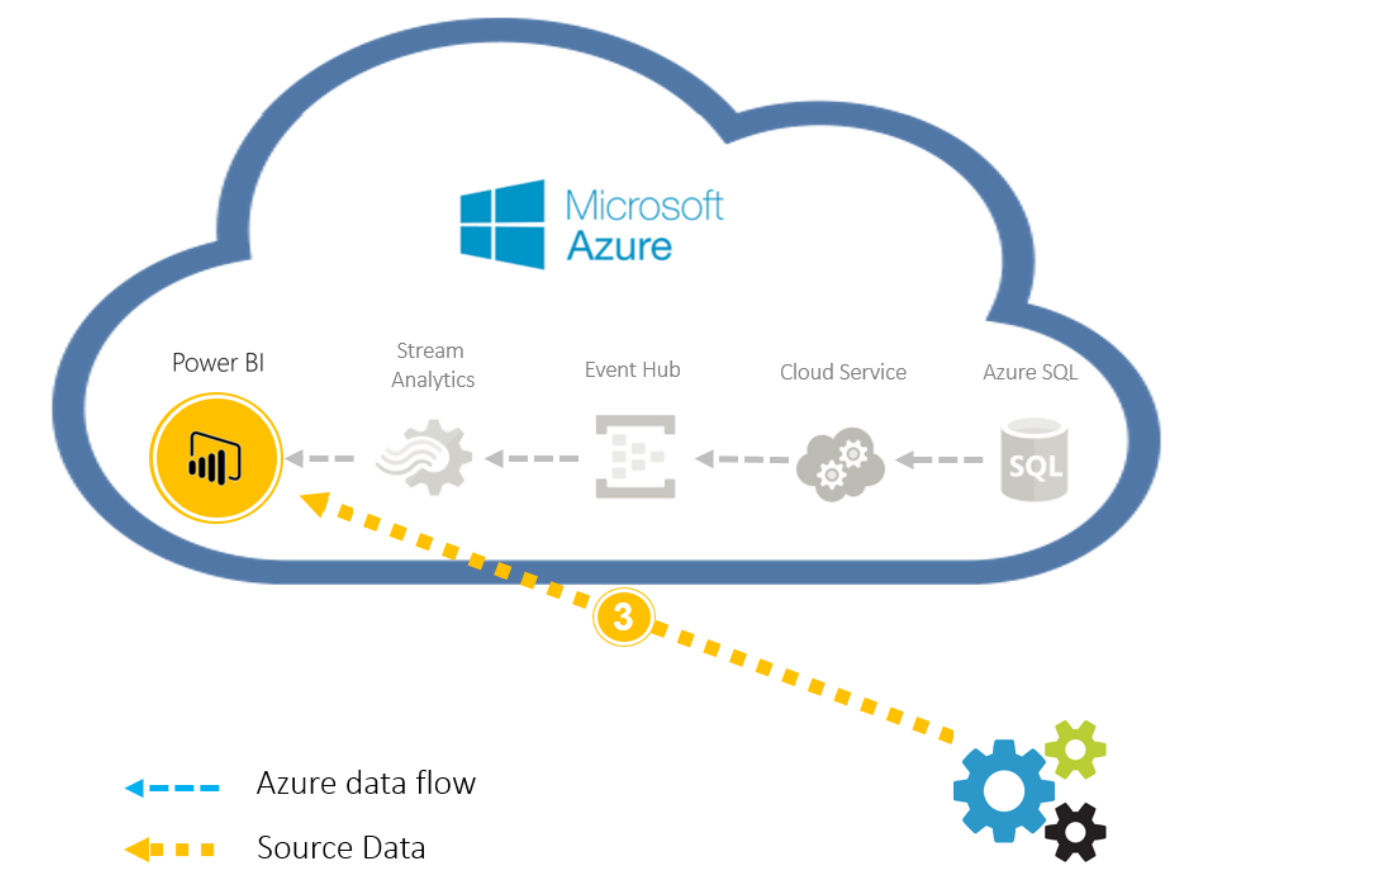 Microsoft
Azure
Power BI
Stream
Analytics
Event Hub
Cloud Service
Azure SQL
SQL
3
Azure data flow
Source Data